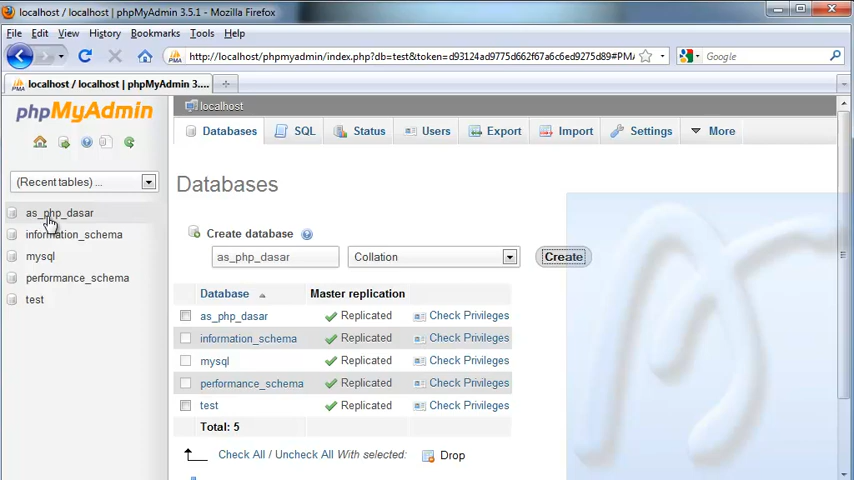 localhost / localhost | phpMyAdmin 3.5.1 - Mozilla Firefox
File Edit View History Bookmarks Tools Help
http://localhost/phpmyadmin/index.php?db=test&token=d93124ad9775d662f67a6c6ed9275d89#PMA
Google
localhost / localhost | phpMyAdmin 3....
phpMyAdmin
(Recent tables) ...
as_php_dasar
information_schema
mysql
performance_schema
test
localhost
Databases SQL Status Users Export Import Settings More
Databases
Create database
as_php_dasar Collation Create
Database Master replication
as_php_dasar Replicated Check Privileges
information_schema Replicated Check Privileges
mysql Replicated Check Privileges
performance_schema Replicated Check Privileges
test Replicated Check Privileges
Total: 5
Check All / Uncheck All With selected: Drop